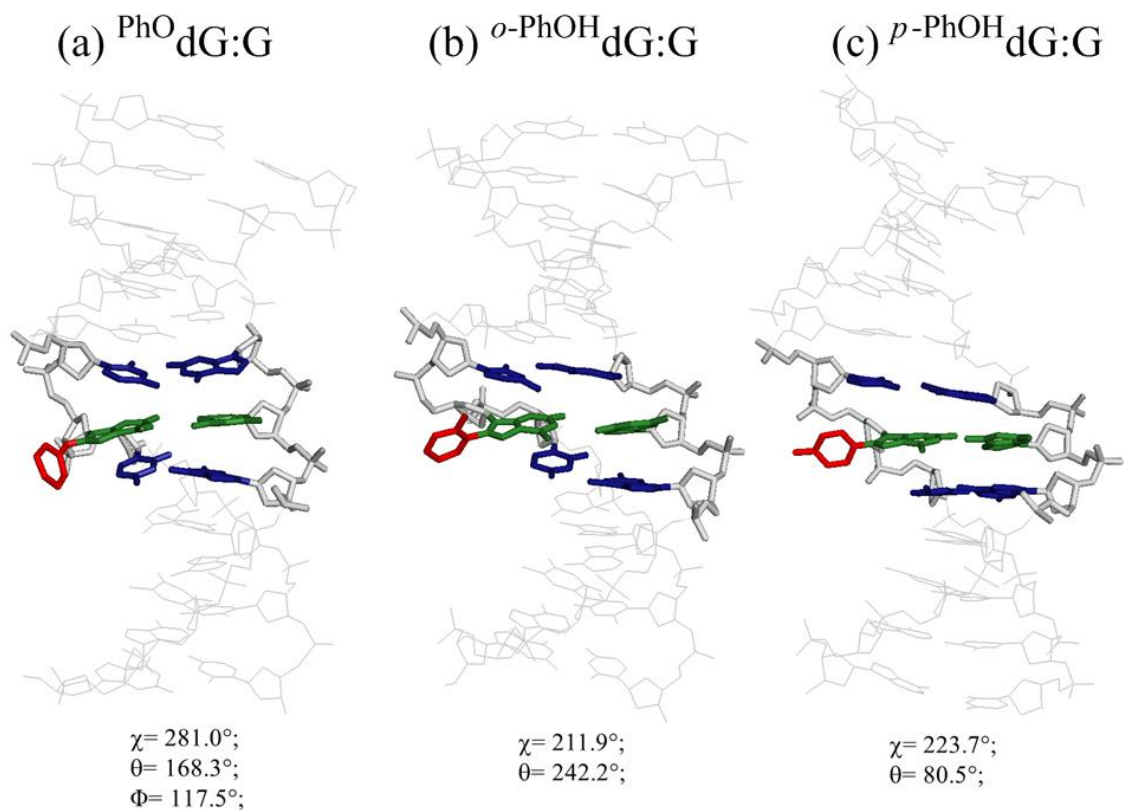 (a) PhOdG:G
(b) o-PhOHdG:G
(c) p-PhOHdG:G
χ= 281.0°;
θ= 168.3°;
Φ= 117.5°;
χ= 211.9°;
θ= 242.2°;
χ= 223.7°;
θ= 80.5°;